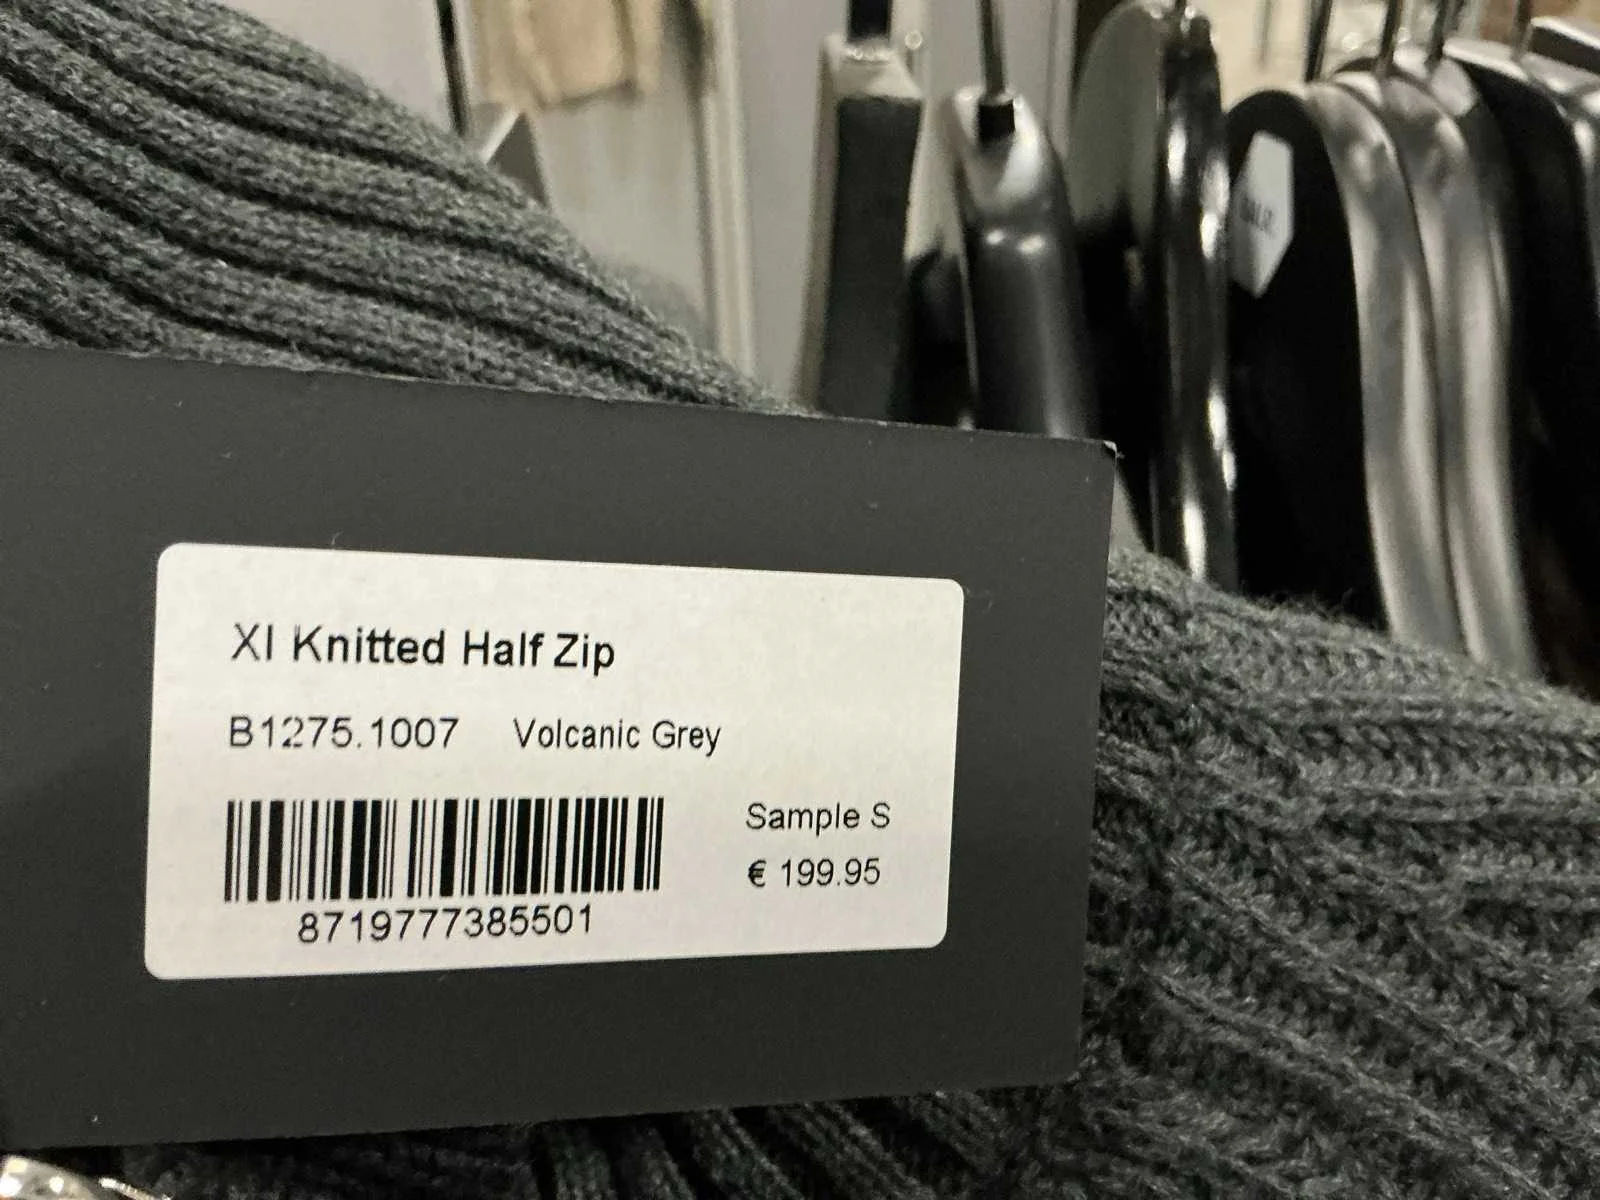 XI Knitted Half Zip
B1275.1007 Volcanic Grey
Sample S
€ 199.95
8719777385501